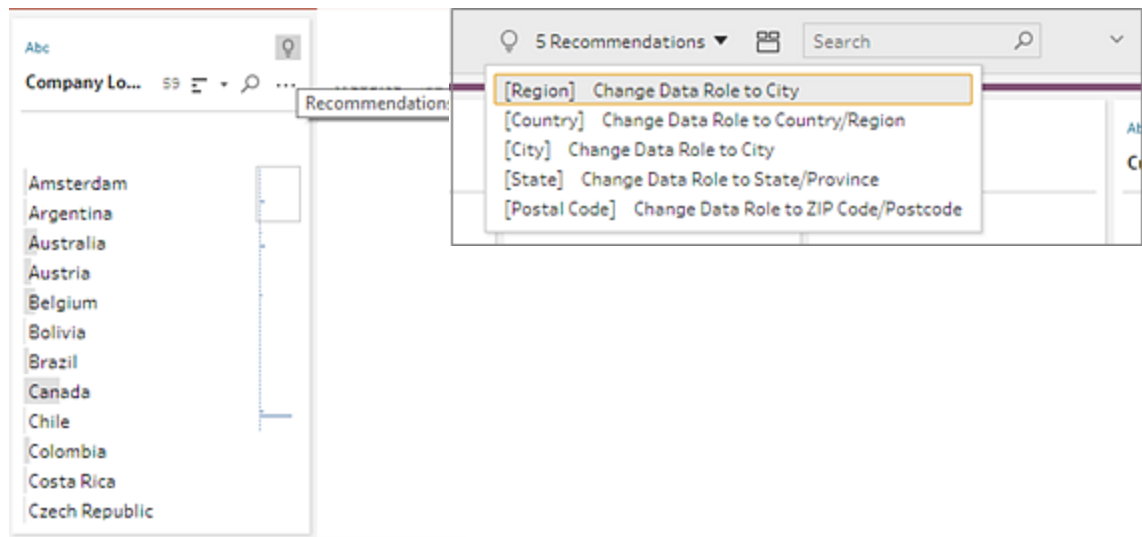 Abc
Company Lo... 59
Recommendations
Amsterdam
Argentina
Australia
Austria
Belgium
Bolivia
Brazil
Canada
Chile
Colombia
Costa Rica
Czech Republic
5 Recommendations ▼ Search
[Region] Change Data Role to City
[Country] Change Data Role to Country/Region
[City] Change Data Role to City
[State] Change Data Role to State/Province
[Postal Code] Change Data Role to ZIP Code/Postcode